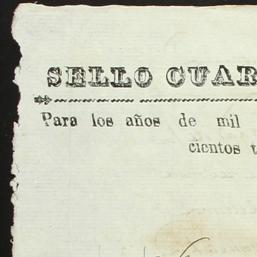 SELLO CUAR
Para los años de mil
cientos t